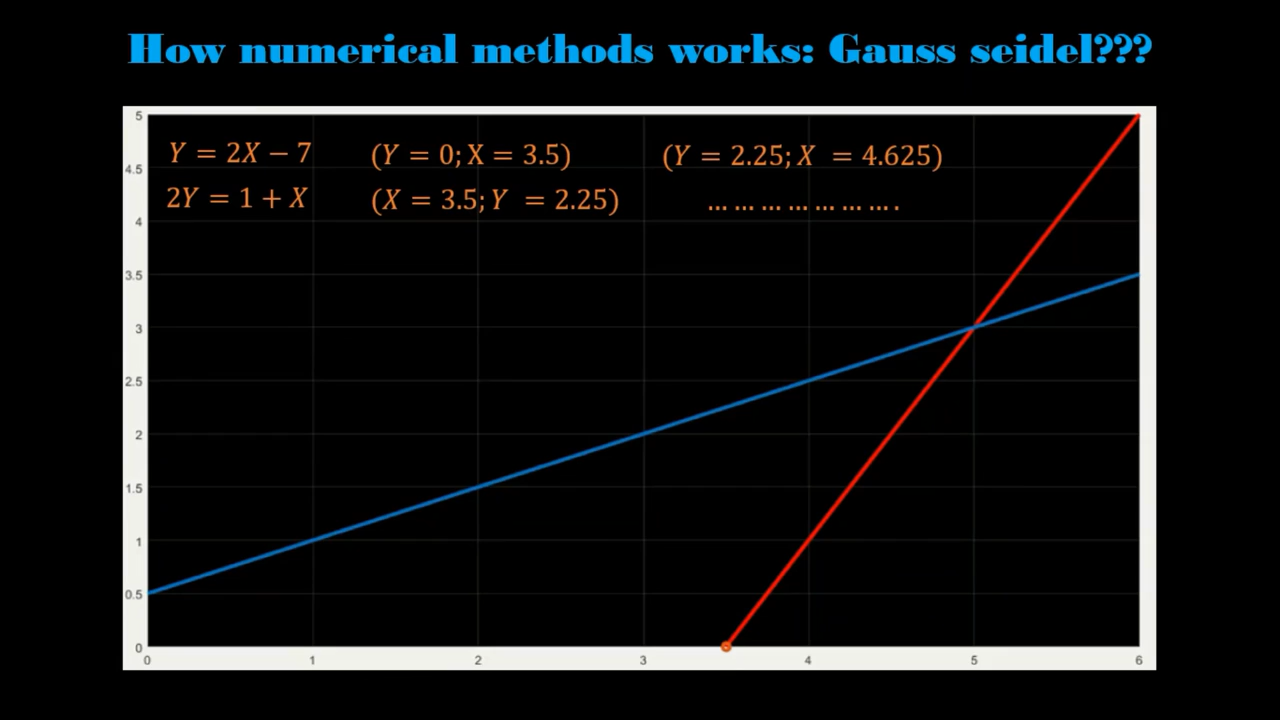 How numerical methods works: Gauss seidel???
Y = 2X − 7
2Y = 1 + X
(Y = 0; X = 3.5)
(X = 3.5; Y = 2.25)
(Y = 2.25; X = 4.625)
... ... ... ... ... ... .
5
4.5
4
3.5
3
2.5
2
1.5
1
0.5
0
0 1 2 3 4 5 6